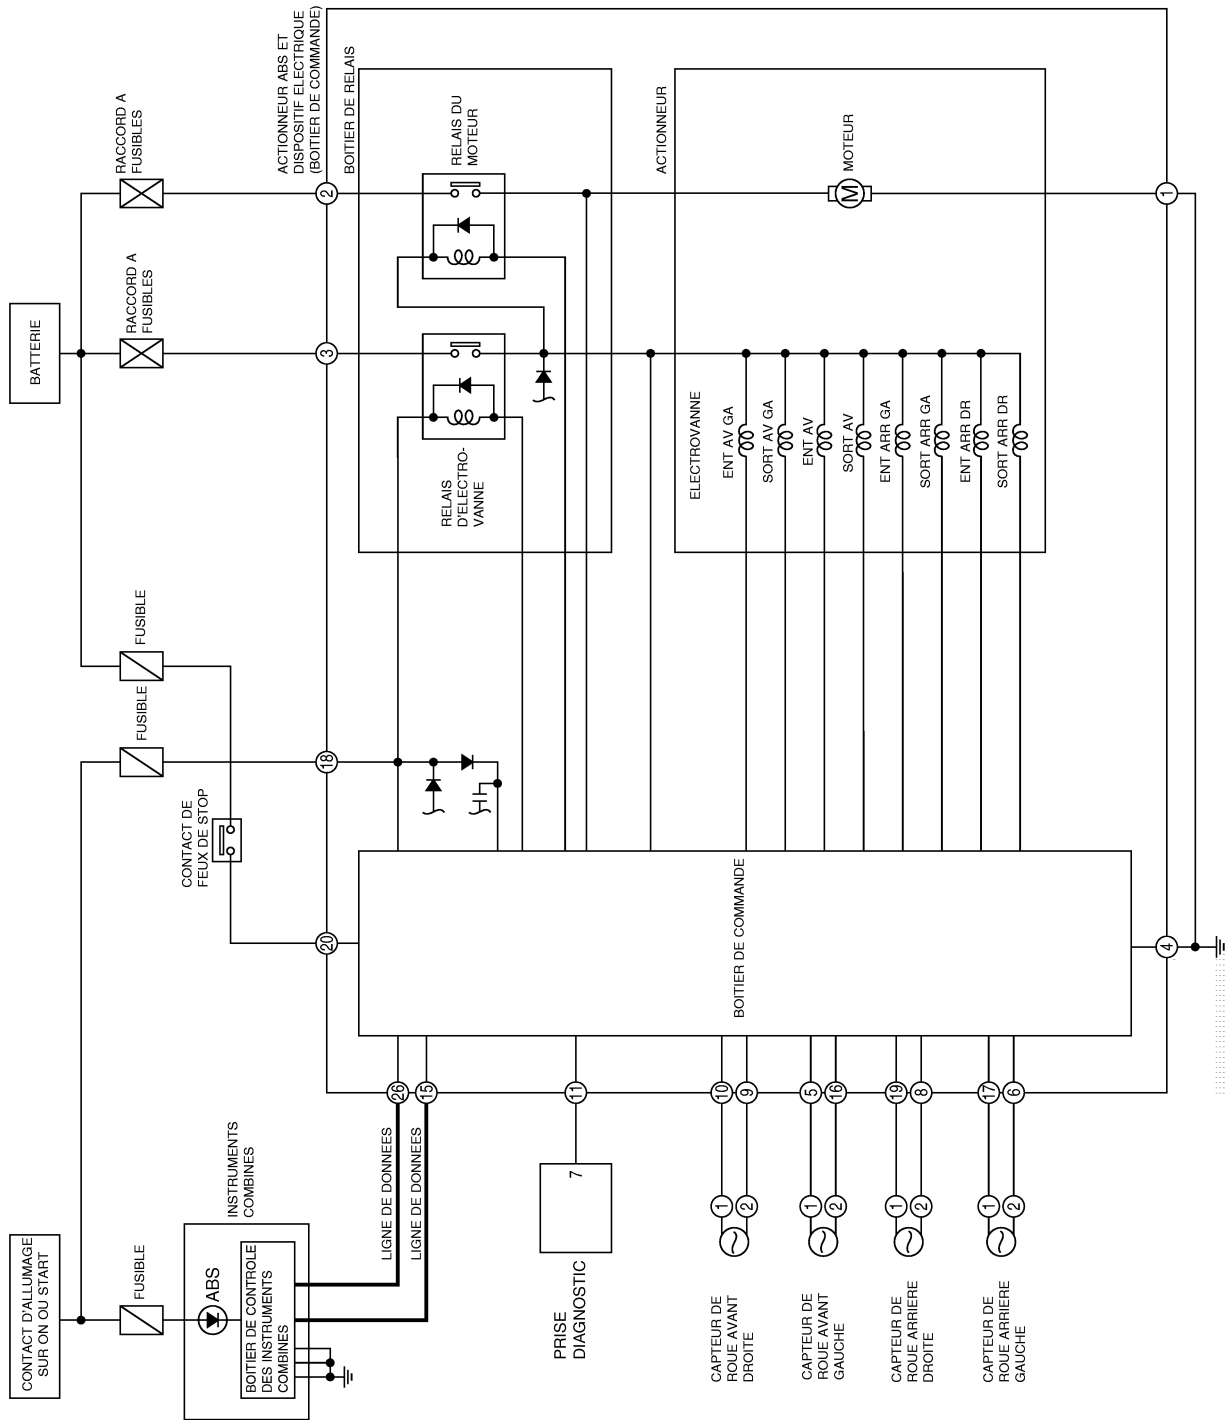 BATTERIE
RACCORD A
FUSIBLES
RACCORD A
FUSIBLES
FUSIBLE
FUSIBLE
CONTACT DE
FEUX DE STOP
CONTACT D'ALLUMAGE
SUR ON OU START
FUSIBLE
INSTRUMENTS
COMBINES
ABS
BOITIER DE CONTROLE
DES INSTRUMENTS
COMBINES
ACTIONNEUR ABS ET
DISPOSITIF ELECTRIQUE
(BOITIER DE COMMANDE)
BOITIER DE RELAIS
2
3
18
20
RELAIS DU
MOTEUR
RELAIS
D'ELECTRO-
VANNE
ACTIONNEUR
MOTEUR
M
1
ELECTROVANNE
ENT AV GA
SORT AV GA
ENT AV
SORT AV
ENT ARR GA
SORT ARR GA
ENT ARR DR
SORT ARR DR
BOITIER DE COMMANDE
4
26
15
11
10
9
5
16
19
8
17
6
LIGNE DE DONNEES
LIGNE DE DONNEES
7
PRISE
DIAGNOSTIC
1
2
1
2
1
2
1
2
CAPTEUR DE
ROUE AVANT
DROITE
CAPTEUR DE
ROUE AVANT
GAUCHE
CAPTEUR DE
ROUE ARRIERE
DROITE
CAPTEUR DE
ROUE ARRIERE
GAUCHE